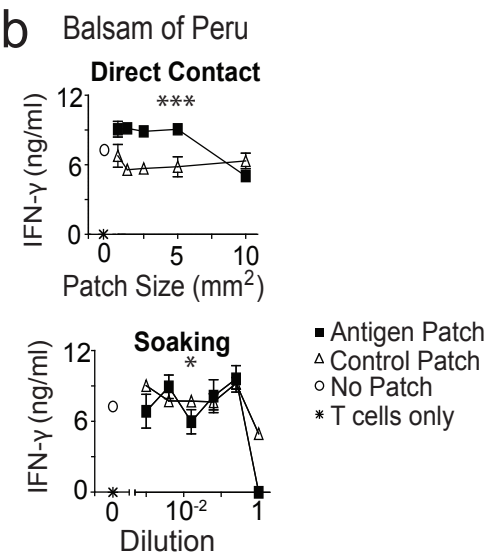 b Balsam of Peru
Direct Contact
***
12
6
0
IFN-γ (ng/ml)
0 5 10
Patch Size (mm²)
Soaking
*
12
6
0
IFN-γ (ng/ml)
0 10⁻² 1
Dilution
■ Antigen Patch
△ Control Patch
○ No Patch
* T cells only